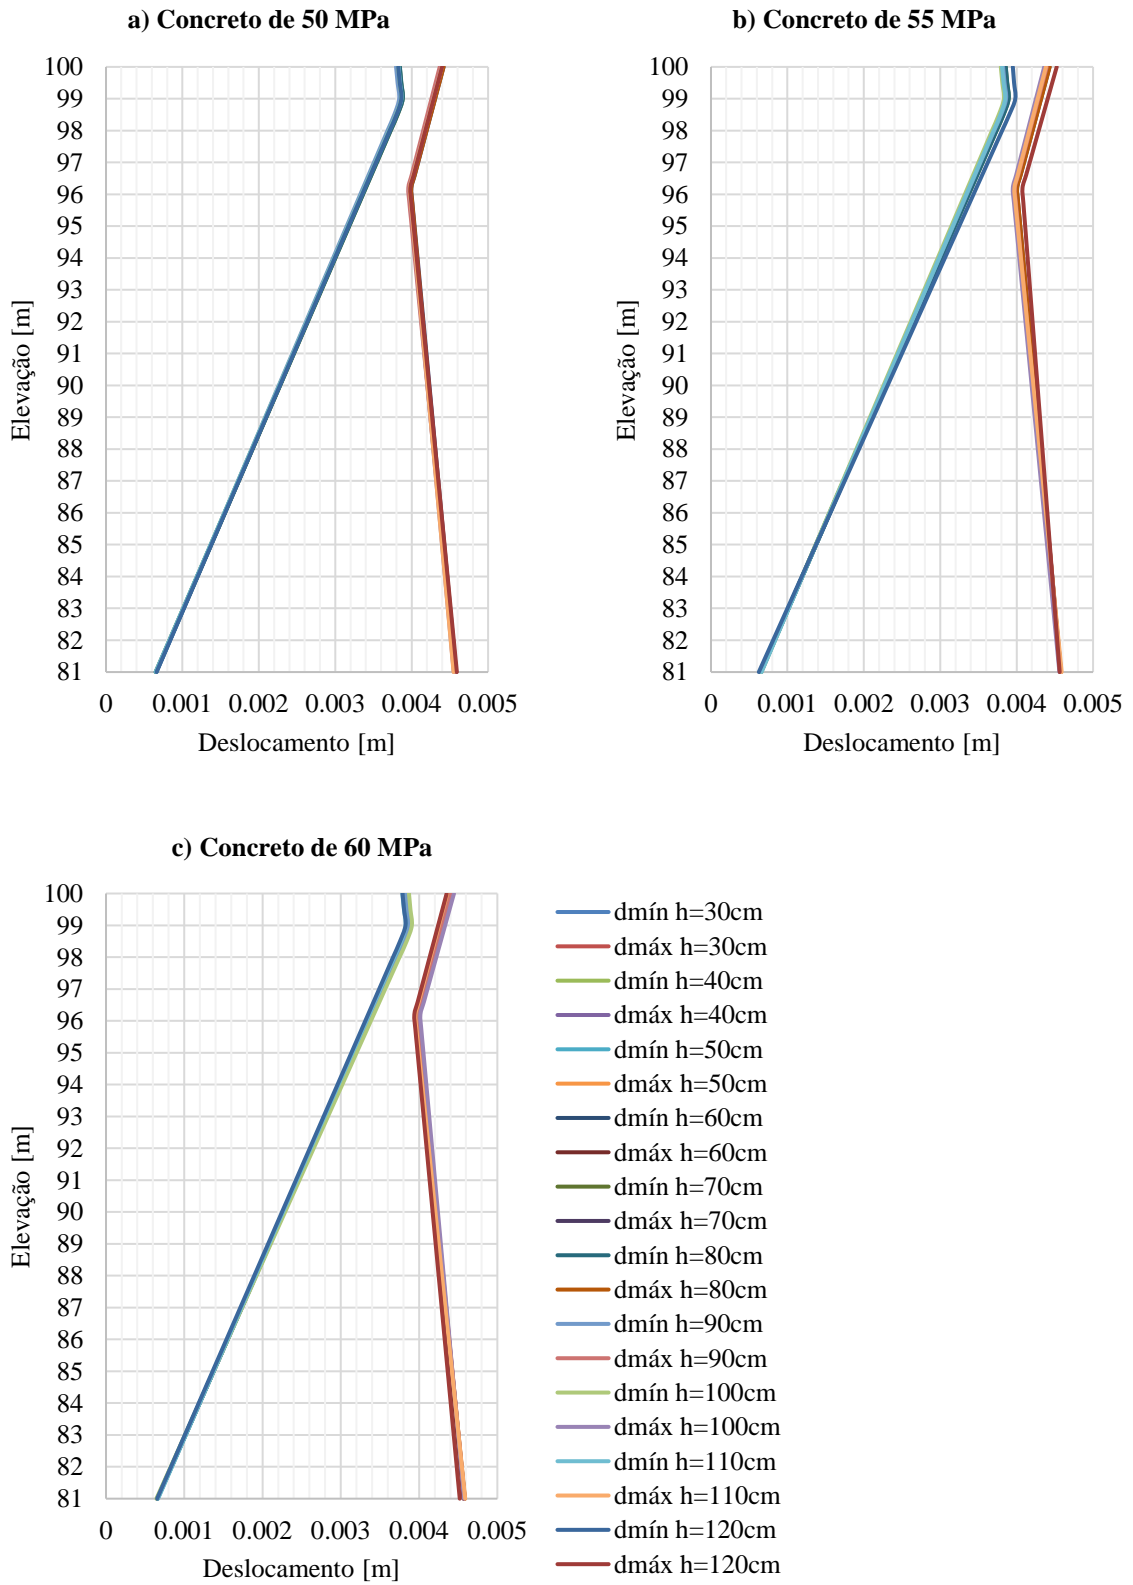 a) Concreto de 50 MPa
100
99
98
97
96
95
94
93
92
91
90
89
88
87
86
85
84
83
82
81
Elevação [m]
0 0.001 0.002 0.003 0.004 0.005
Deslocamento [m]
b) Concreto de 55 MPa
100
99
98
97
96
95
94
93
92
91
90
89
88
87
86
85
84
83
82
81
Elevação [m]
0 0.001 0.002 0.003 0.004 0.005
Deslocamento [m]
c) Concreto de 60 MPa
100
99
98
97
96
95
94
93
92
91
90
89
88
87
86
85
84
83
82
81
Elevação [m]
0 0.001 0.002 0.003 0.004 0.005
Deslocamento [m]
dmín h=30cm
dmáx h=30cm
dmín h=40cm
dmáx h=40cm
dmín h=50cm
dmáx h=50cm
dmín h=60cm
dmáx h=60cm
dmín h=70cm
dmáx h=70cm
dmín h=80cm
dmáx h=80cm
dmín h=90cm
dmáx h=90cm
dmín h=100cm
dmáx h=100cm
dmín h=110cm
dmáx h=110cm
dmín h=120cm
dmáx h=120cm